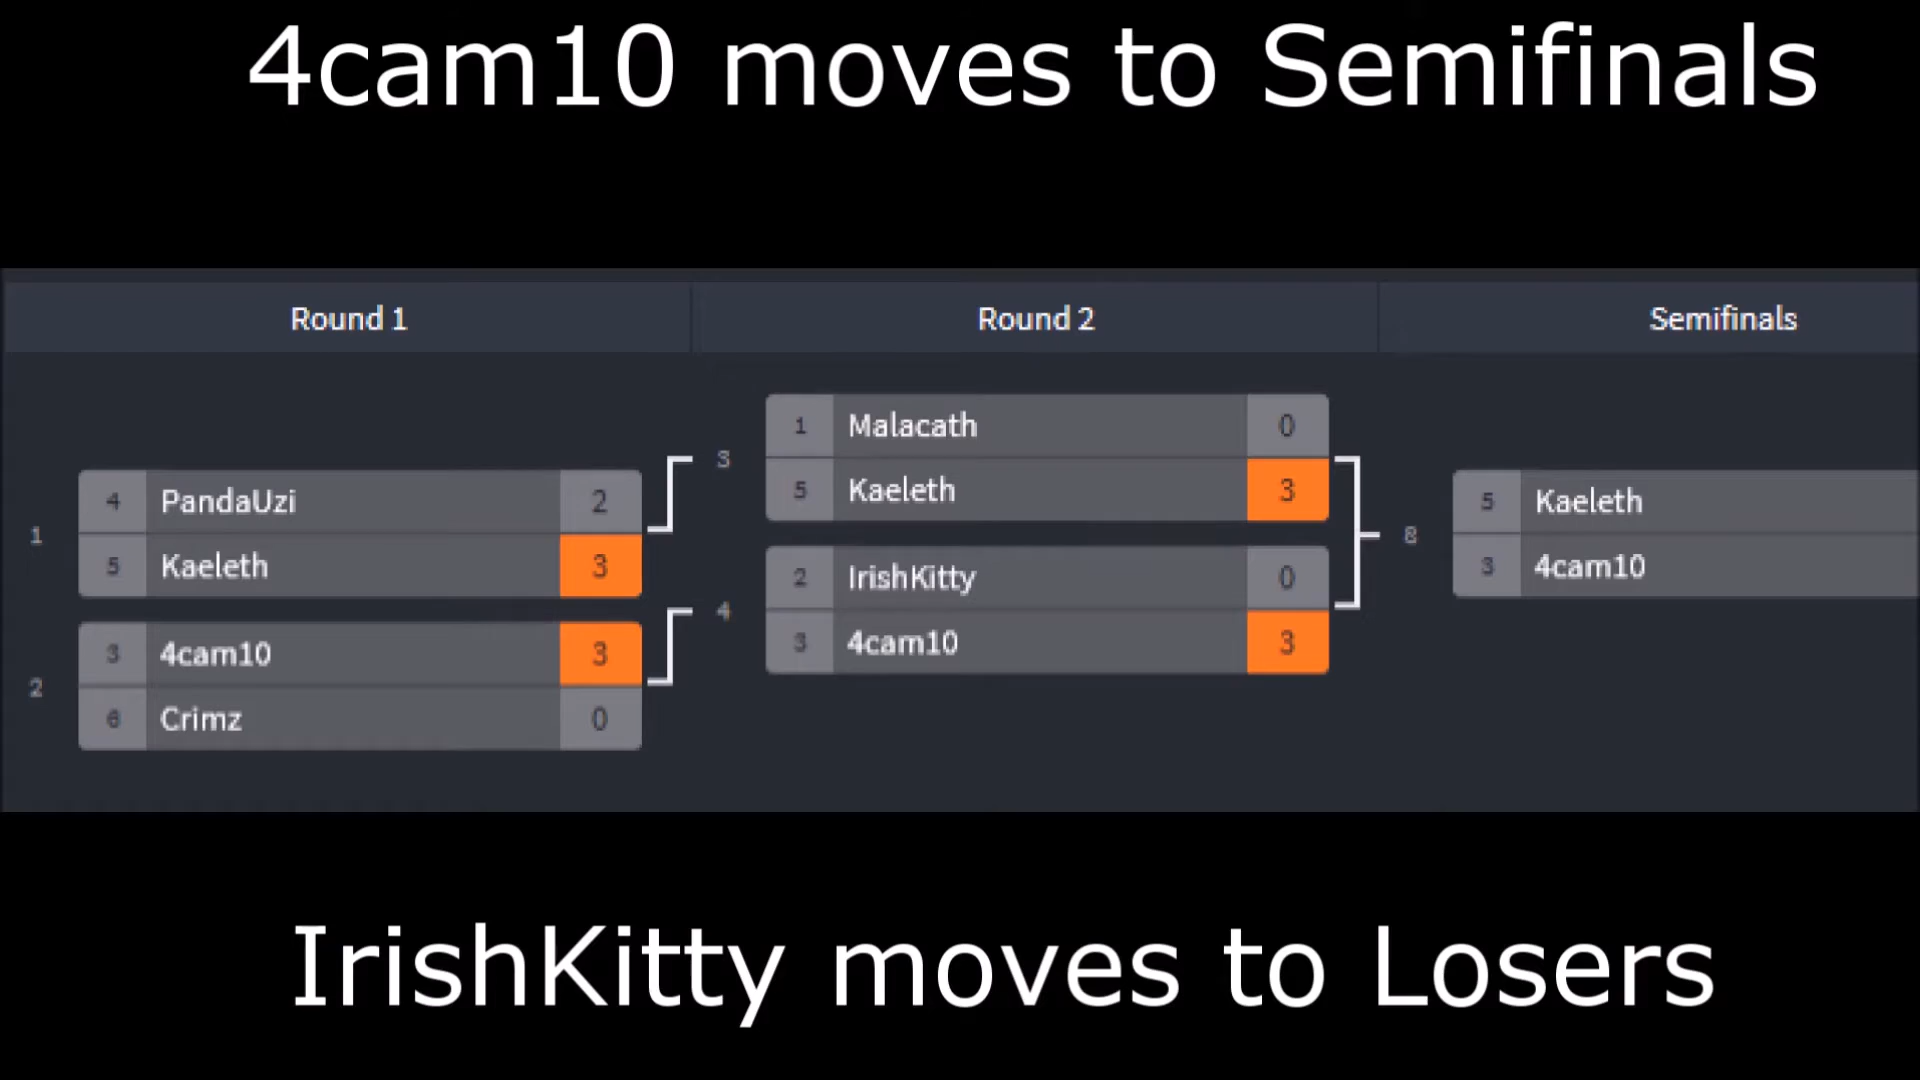 4cam10 moves to Semifinals
Round 1
Round 2
Semifinals
1
4 PandaUzi 2
5 Kaeleth 3
2
3 4cam10 3
6 Crimz 0
3
1 Malacath 0
5 Kaeleth 3
4
2 IrishKitty 0
3 4cam10 3
8
5 Kaeleth
3 4cam10
IrishKitty moves to Losers